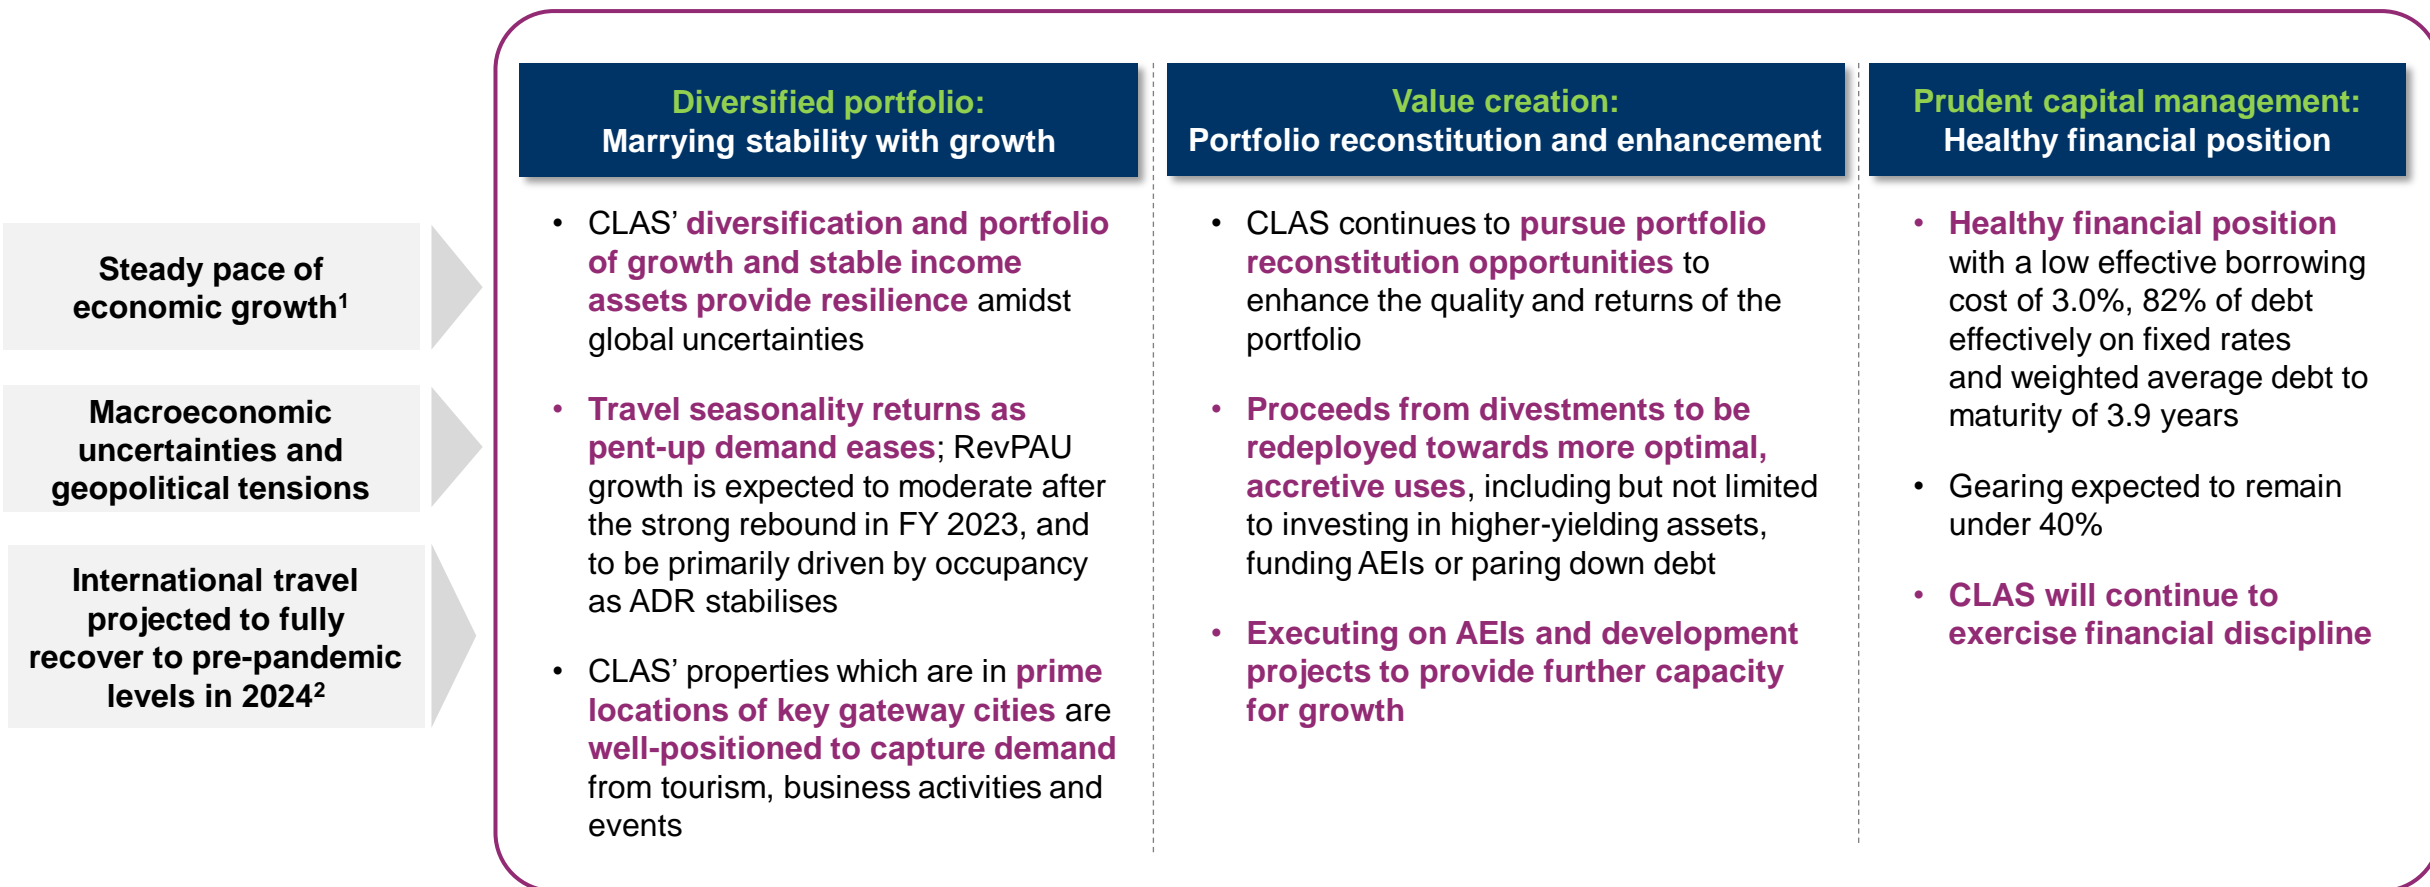 Steady pace of
economic growth¹
Macroeconomic
uncertainties and
geopolitical tensions
International travel
projected to fully
recover to pre-pandemic
levels in 2024²
Diversified portfolio:
Marrying stability with growth
• CLAS’ diversification and portfolio
of growth and stable income
assets provide resilience amidst
global uncertainties
• Travel seasonality returns as
pent-up demand eases; RevPAU
growth is expected to moderate after
the strong rebound in FY 2023, and
to be primarily driven by occupancy
as ADR stabilises
• CLAS’ properties which are in prime
locations of key gateway cities are
well-positioned to capture demand
from tourism, business activities and
events
Value creation:
Portfolio reconstitution and enhancement
• CLAS continues to pursue portfolio
reconstitution opportunities to
enhance the quality and returns of the
portfolio
• Proceeds from divestments to be
redeployed towards more optimal,
accretive uses, including but not limited
to investing in higher-yielding assets,
funding AEIs or paring down debt
• Executing on AEIs and development
projects to provide further capacity
for growth
Prudent capital management:
Healthy financial position
• Healthy financial position
with a low effective borrowing
cost of 3.0%, 82% of debt
effectively on fixed rates
and weighted average debt to
maturity of 3.9 years
• Gearing expected to remain
under 40%
• CLAS will continue to
exercise financial discipline